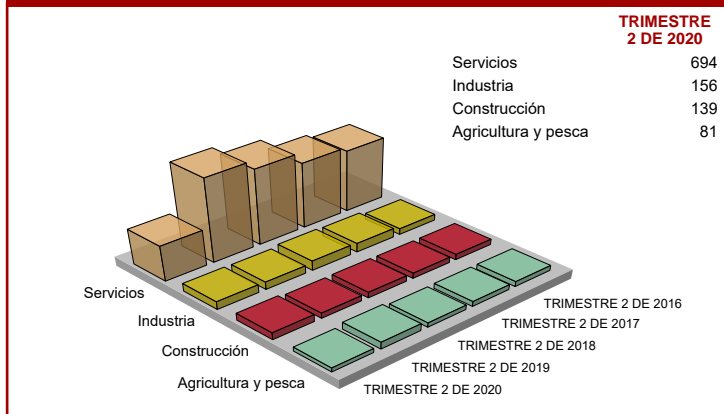 TRIMESTRE
2 DE 2020
Servicios 694
Industria 156
Construcción 139
Agricultura y pesca 81
Servicios
Industria
Construcción
Agricultura y pesca
TRIMESTRE 2 DE 2016
TRIMESTRE 2 DE 2017
TRIMESTRE 2 DE 2018
TRIMESTRE 2 DE 2019
TRIMESTRE 2 DE 2020